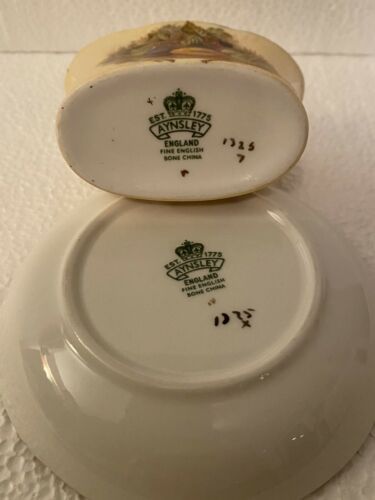 EST. 1775
AYNSLEY
ENGLAND
FINE ENGLISH
BONE CHINA
1325
7
EST. 1775
AYNSLEY
ENGLAND
FINE ENGLISH
BONE CHINA
1325
X